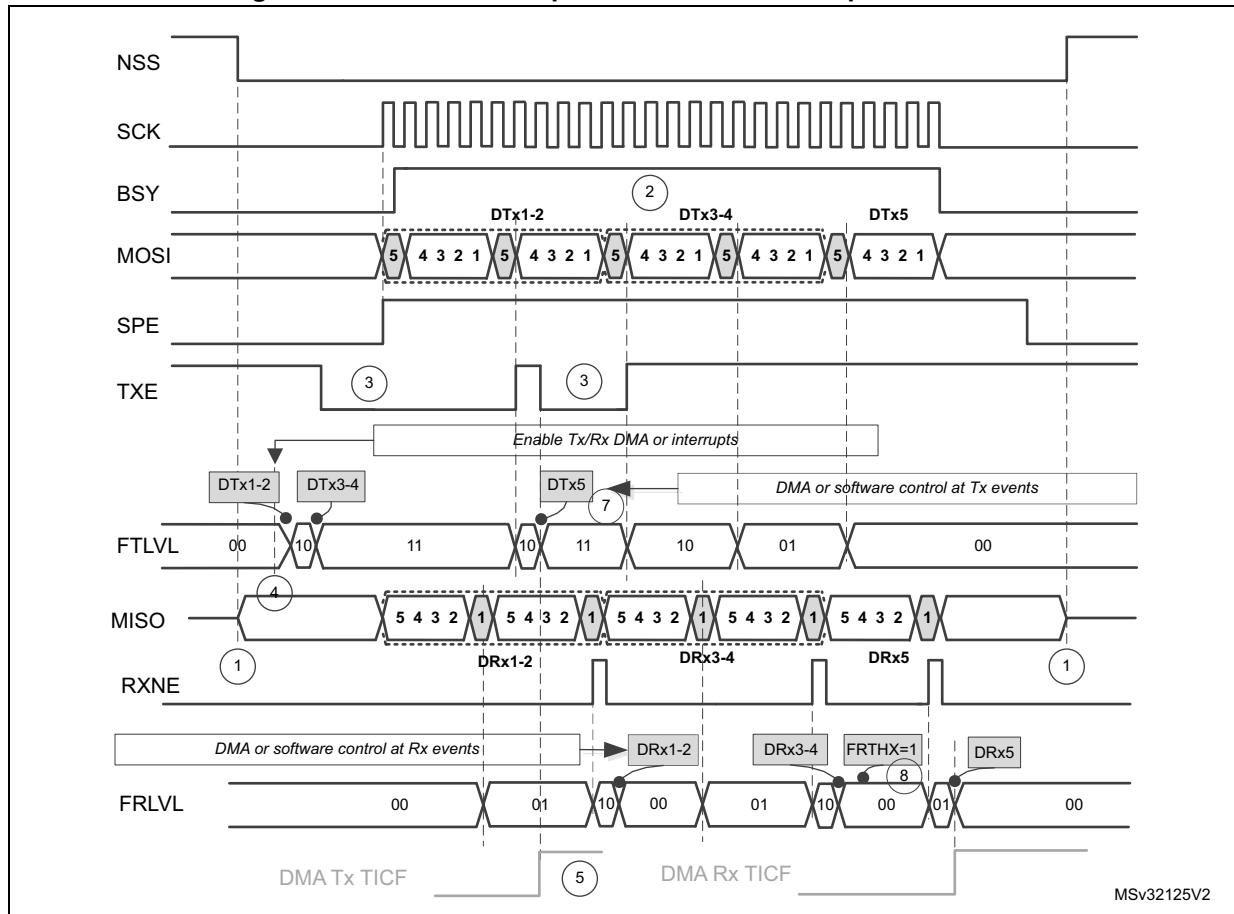 NSS
SCK
BSY
2
DTx1-2 DTx3-4 DTx5
MOSI 5 4 3 2 1 5 4 3 2 1 5 4 3 2 1 5 4 3 2 1 5 4 3 2 1
SPE
TXE 3 3
Enable Tx/Rx DMA or interrupts
DTx1-2 DTx3-4 DTx5 DMA or software control at Tx events
7
FTLVL 00 10 11 10 11 10 01 00
4
MISO 5 4 3 2 1 5 4 3 2 1 5 4 3 2 1 5 4 3 2 1 5 4 3 2 1
DRx1-2 DRx3-4 DRx5
1 1
RXNE
DMA or software control at Rx events DRx1-2 DRx3-4 FRTHX=1 DRx5
8
FRLVL 00 01 10 00 01 10 00 01 00
DMA Tx TICF 5 DMA Rx TICF
MSv32125V2